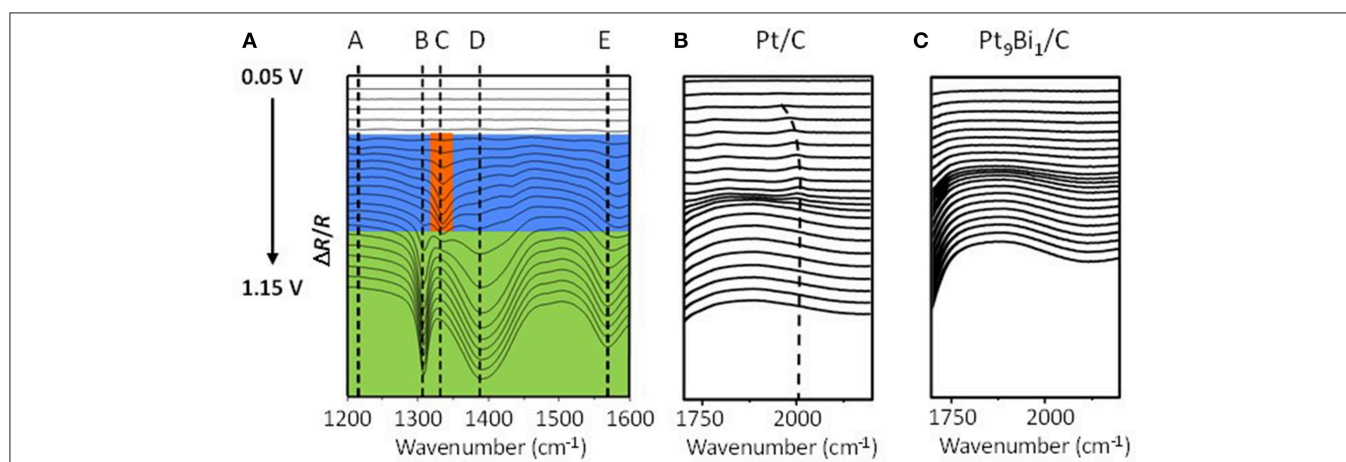 A
A B C D E
0.05 V
1.15 V
ΔR/R
1200 1300 1400 1500 1600
Wavenumber (cm⁻¹)
B Pt/C
1750 2000
Wavenumber (cm⁻¹)
C Pt₉Bi₁/C
1750 2000
Wavenumber (cm⁻¹)